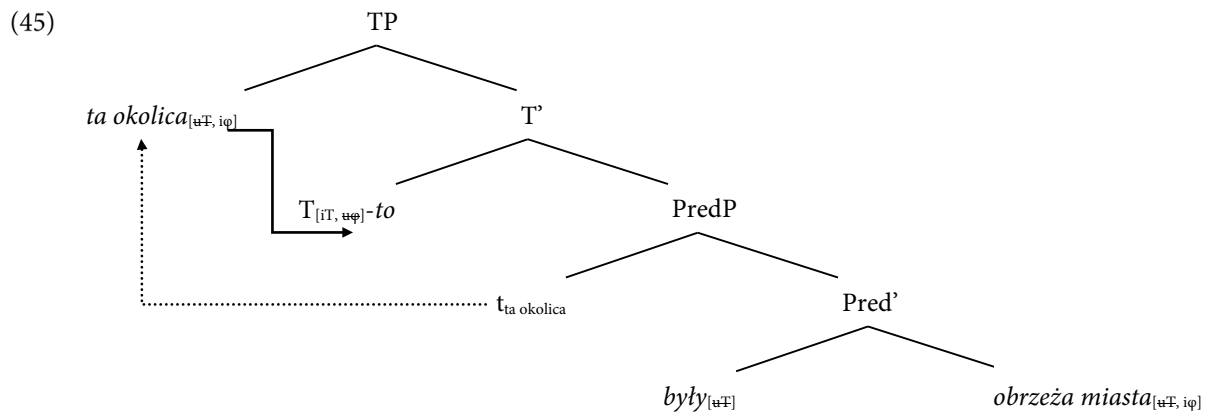 (45)
TP
ta okolica[uT, iφ]
T’
T[iT, uφ]-to
PredP
tta okolica
Pred’
były[uT]
obrzeża miasta[uT, iφ]